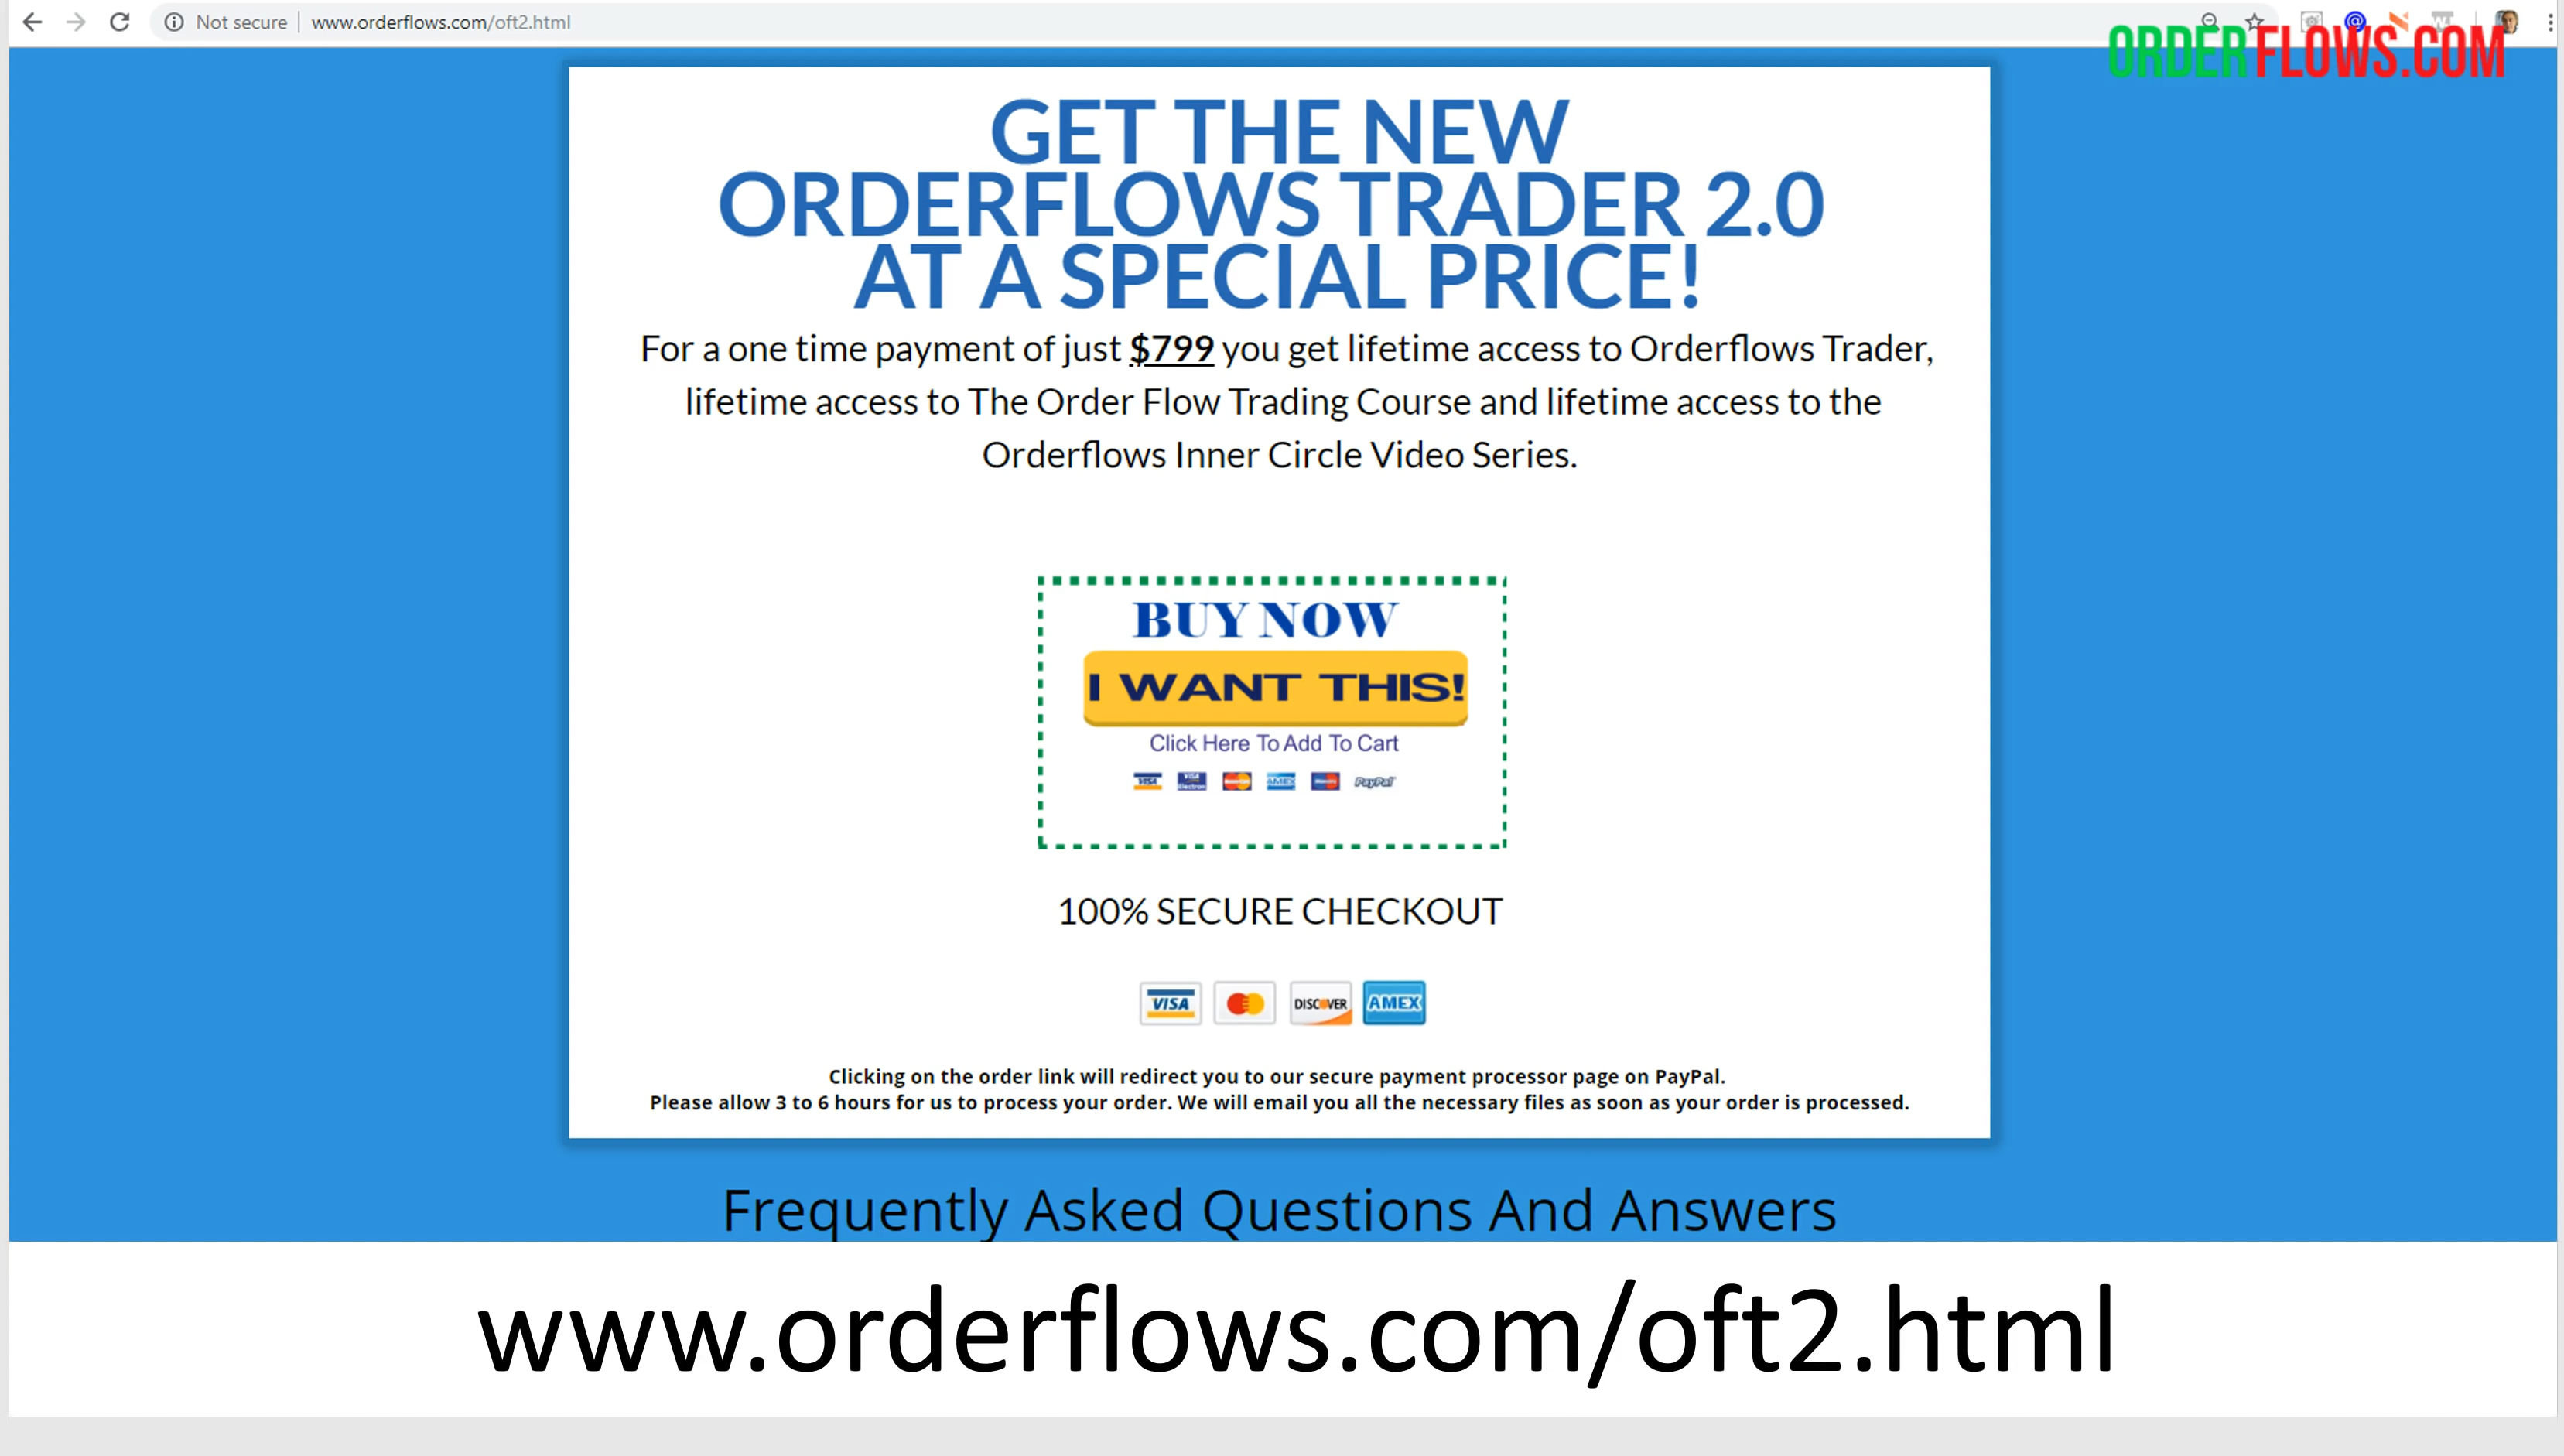 Not secure | www.orderflows.com/oft2.html
ORDERFLOWS.COM
GET THE NEW
ORDERFLOWS TRADER 2.0
AT A SPECIAL PRICE!
For a one time payment of just $799 you get lifetime access to Orderflows Trader,
lifetime access to The Order Flow Trading Course and lifetime access to the
Orderflows Inner Circle Video Series.
BUY NOW
I WANT THIS!
Click Here To Add To Cart
VISA VISA Electron AMEX PayPal
100% SECURE CHECKOUT
VISA DISCOVER AMEX
Clicking on the order link will redirect you to our secure payment processor page on PayPal.
Please allow 3 to 6 hours for us to process your order. We will email you all the necessary files as soon as your order is processed.
Frequently Asked Questions And Answers
www.orderflows.com/oft2.html